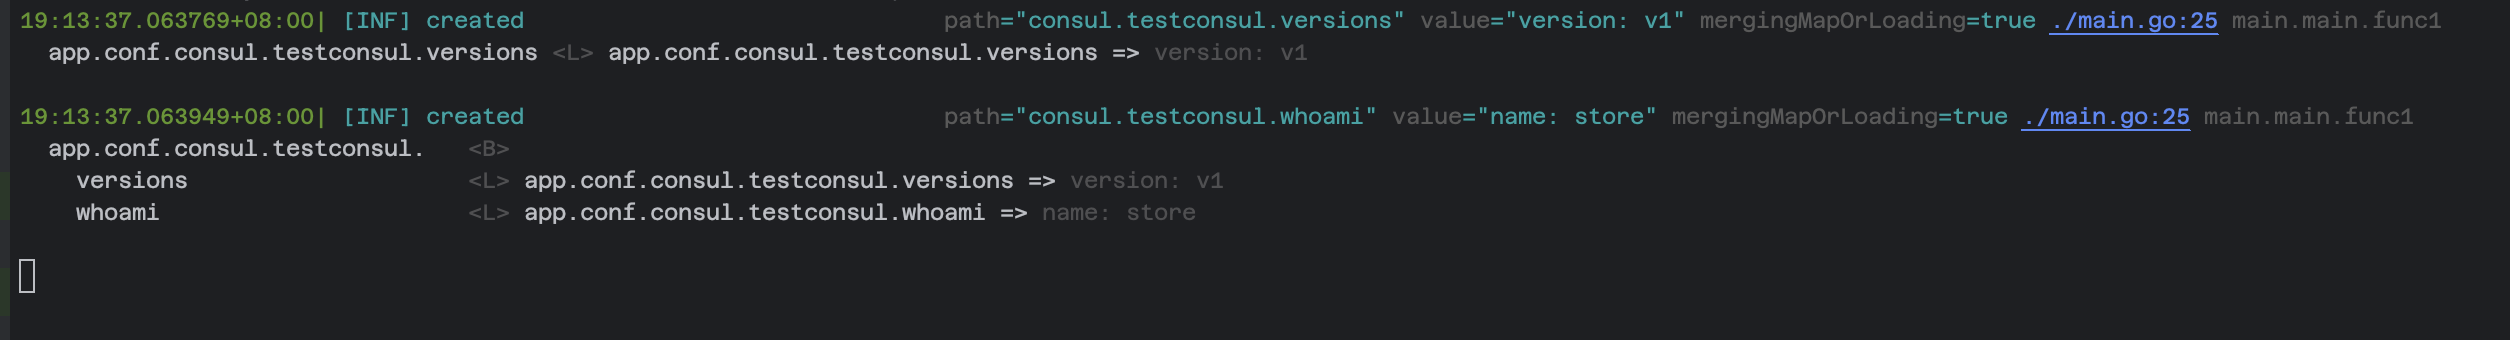 19:13:37.063769+08:00| [INF] created path="consul.testconsul.versions" value="version: v1" mergingMapOrLoading=true ./main.go:25 main.main.func1
app.conf.consul.testconsul.versions <L> app.conf.consul.testconsul.versions => version: v1
19:13:37.063949+08:00| [INF] created path="consul.testconsul.whoami" value="name: store" mergingMapOrLoading=true ./main.go:25 main.main.func1
app.conf.consul.testconsul. <B>
versions <L> app.conf.consul.testconsul.versions => version: v1
whoami <L> app.conf.consul.testconsul.whoami => name: store